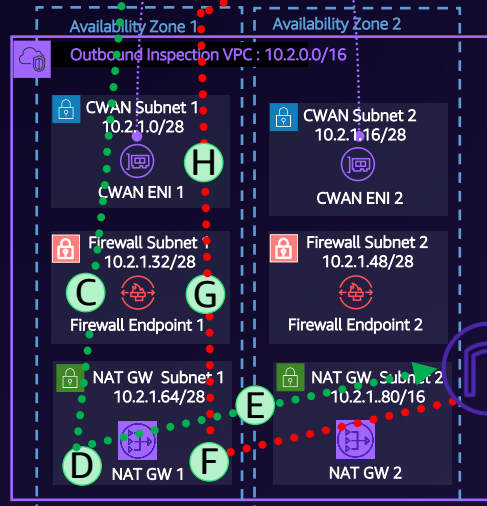 Availability Zone 1
Availability Zone 2
Outbound Inspection VPC : 10.2.0.0/16
CWAN Subnet 1
10.2.1.0/28
CWAN Subnet 2
10.2.1.16/28
H
CWAN ENI 1
CWAN ENI 2
Firewall Subnet 1
10.2.1.32/28
Firewall Subnet 2
10.2.1.48/28
C
G
Firewall Endpoint 1
Firewall Endpoint 2
NAT GW Subnet 1
10.2.1.64/28
NAT GW Subnet 2
10.2.1.80/16
E
D
F
NAT GW 1
NAT GW 2